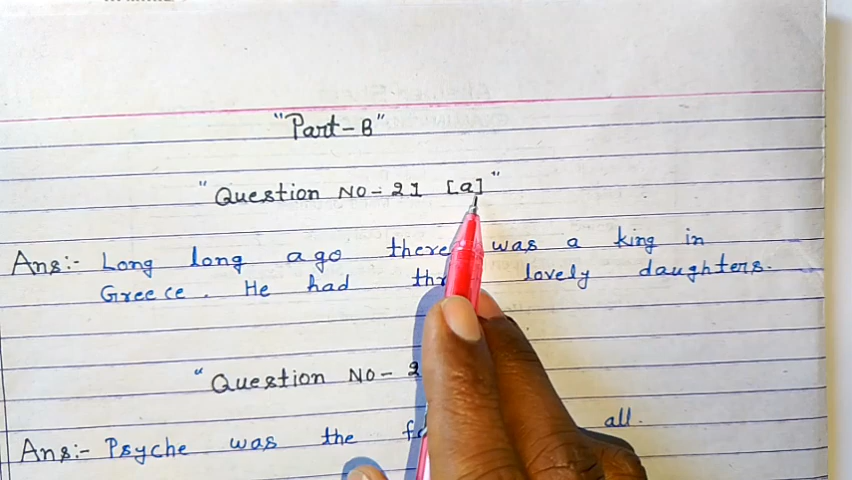 "Part-B"
"Question NO-21 [a]"
Ans:- Long long ago there was a king in
Greece. He had lovely daughters.
"Question NO-2
Ans:- Psyche was the all.